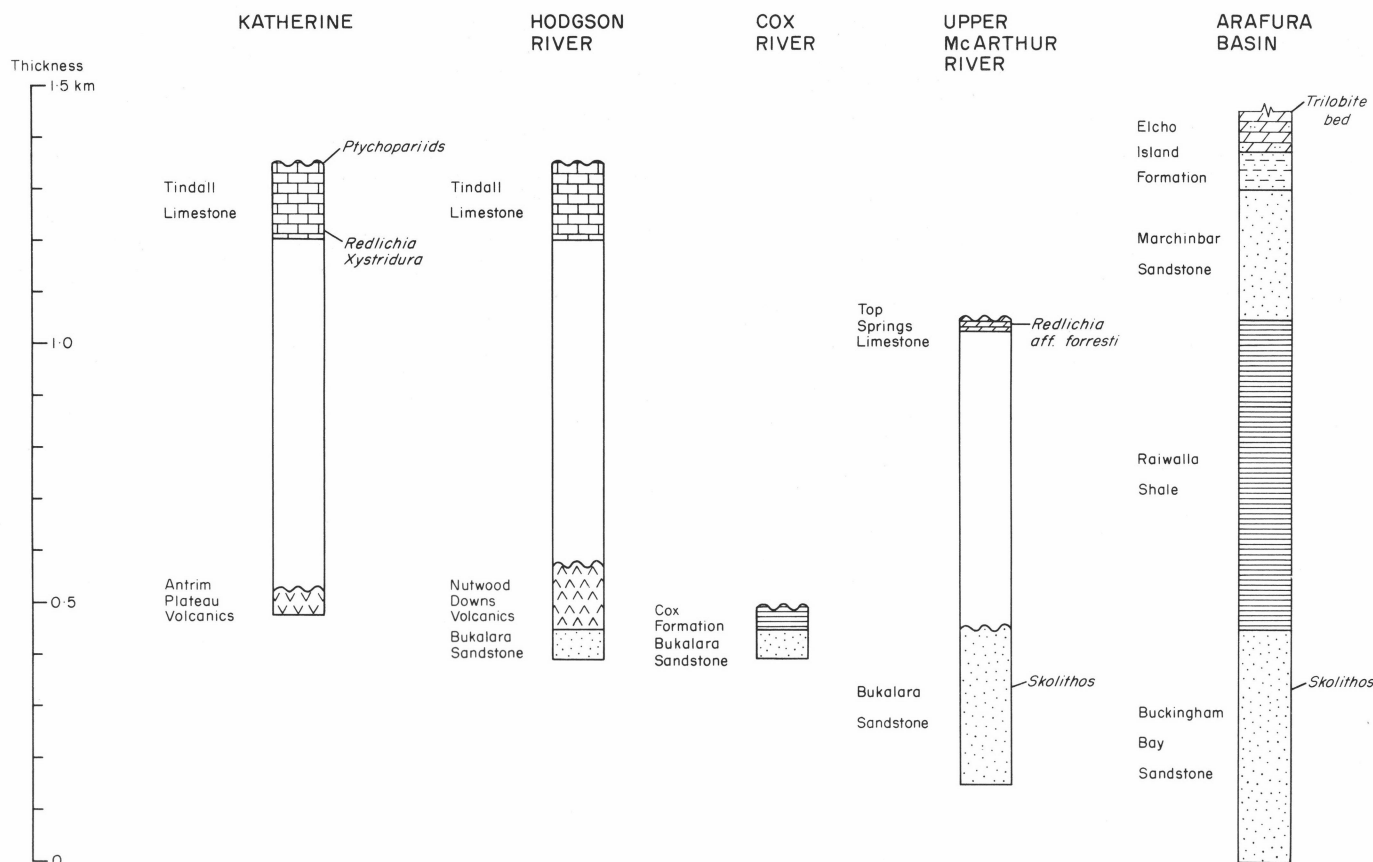 KATHERINE
HODGSON
RIVER
COX
RIVER
UPPER
McARTHUR
RIVER
ARAFURA
BASIN
Thickness
1·5 km
1·0
0·5
0
Ptychopariids
Tindall
Limestone
Redlichia
Xystridura
Antrim
Plateau
Volcanics
Tindall
Limestone
Nutwood
Downs
Volcanics
Bukalara
Sandstone
Cox
Formation
Bukalara
Sandstone
Top
Springs
Limestone
Redlichia
aff. forresti
Bukalara
Sandstone
Skolithos
Trilobite
bed
Elcho
Island
Formation
Marchinbar
Sandstone
Raiwalla
Shale
Skolithos
Buckingham
Bay
Sandstone